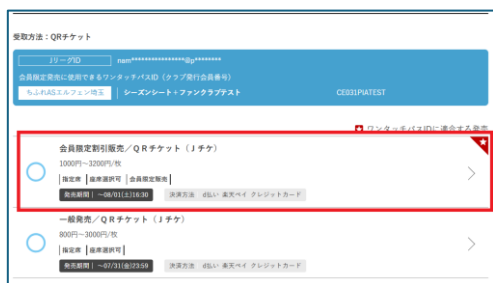 受取方法：QRチケット
JリーグID nam****************@p********
会員限定発売に使用できるワンタッチパスID（クラブ発行会員番号）
ちふれASエルフェン埼玉 シーズンシート＋ファンクラブテスト CE031PIATEST
ワンタッチパスIDに適合する発売
会員限定割引販売／QRチケット（Jチケ）
1000円～3200円/枚
指定席 座席選択可 会員限定販売
発売期間 ～08/01(土)16:30 決済方法 d払い 楽天ペイ クレジットカード
一般発売／QRチケット（Jチケ）
800円～3000円/枚
指定席 座席選択可
発売期間 ～07/31(金)23:59 決済方法 d払い 楽天ペイ クレジットカード